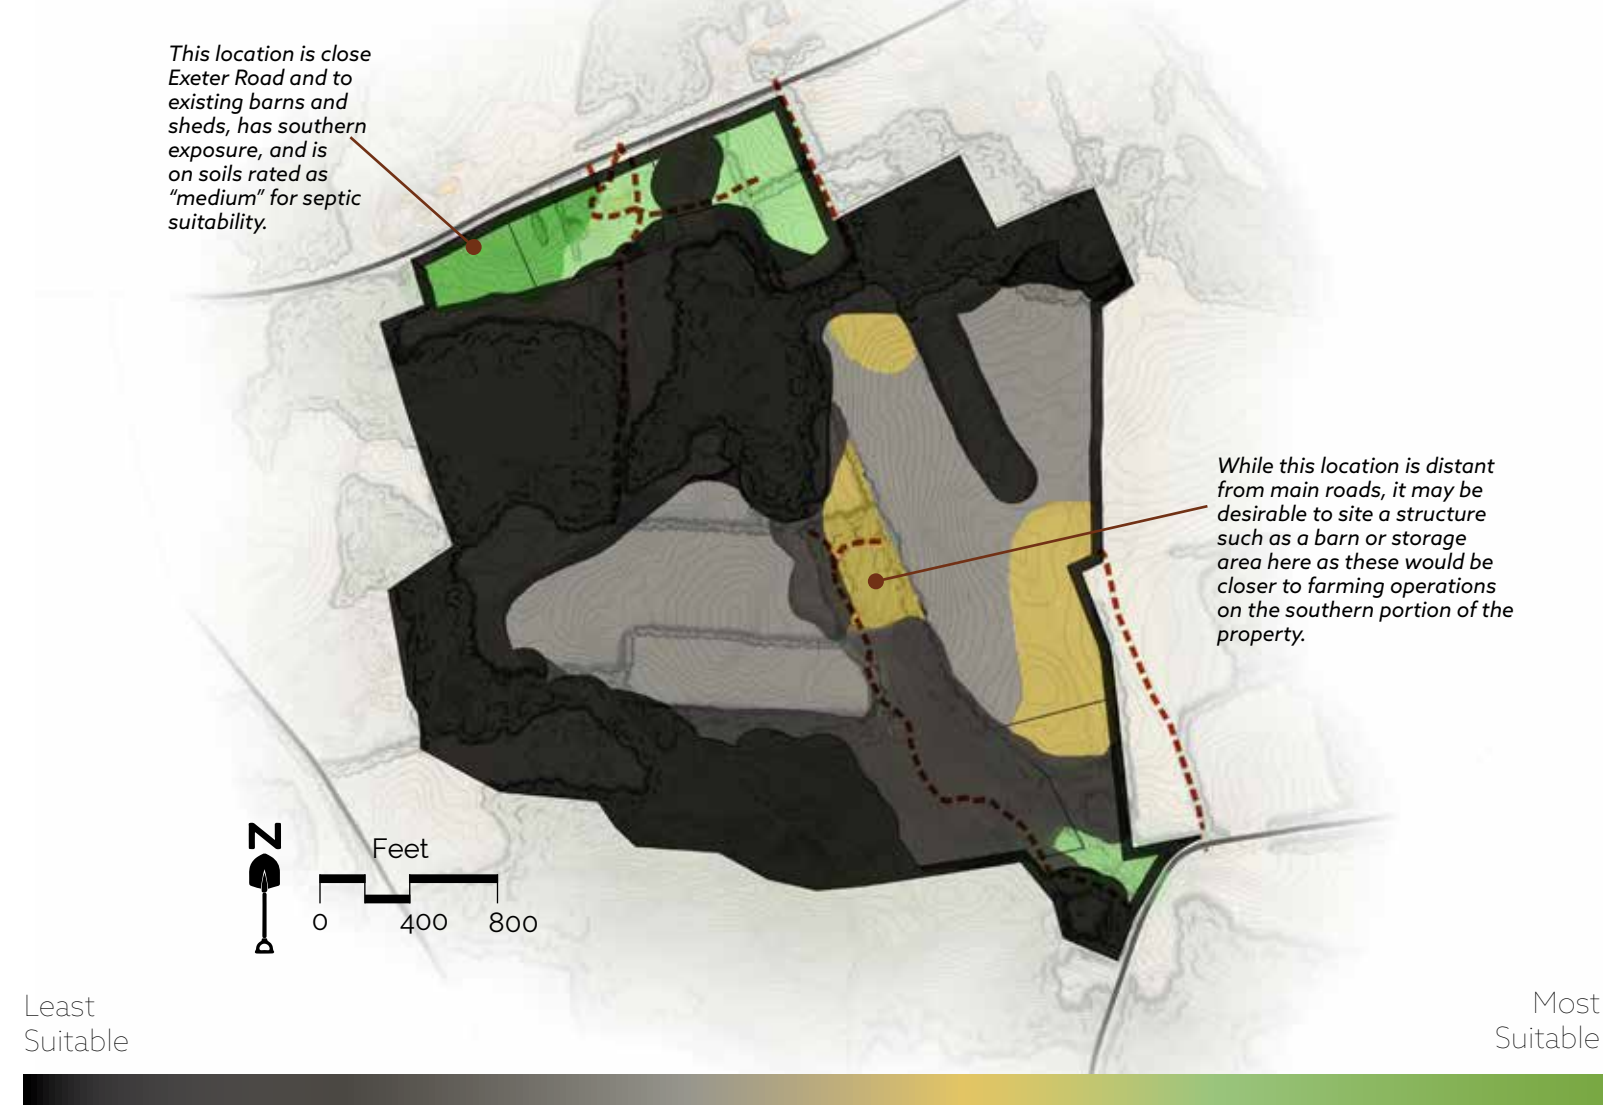 This location is close
Exeter Road and to
existing barns and
sheds, has southern
exposure, and is
on soils rated as
“medium” for septic
suitability.
While this location is distant
from main roads, it may be
desirable to site a structure
such as a barn or storage
area here as these would be
closer to farming operations
on the southern portion of the
property.
N
Feet
0 400 800
Least
Suitable
Most
Suitable